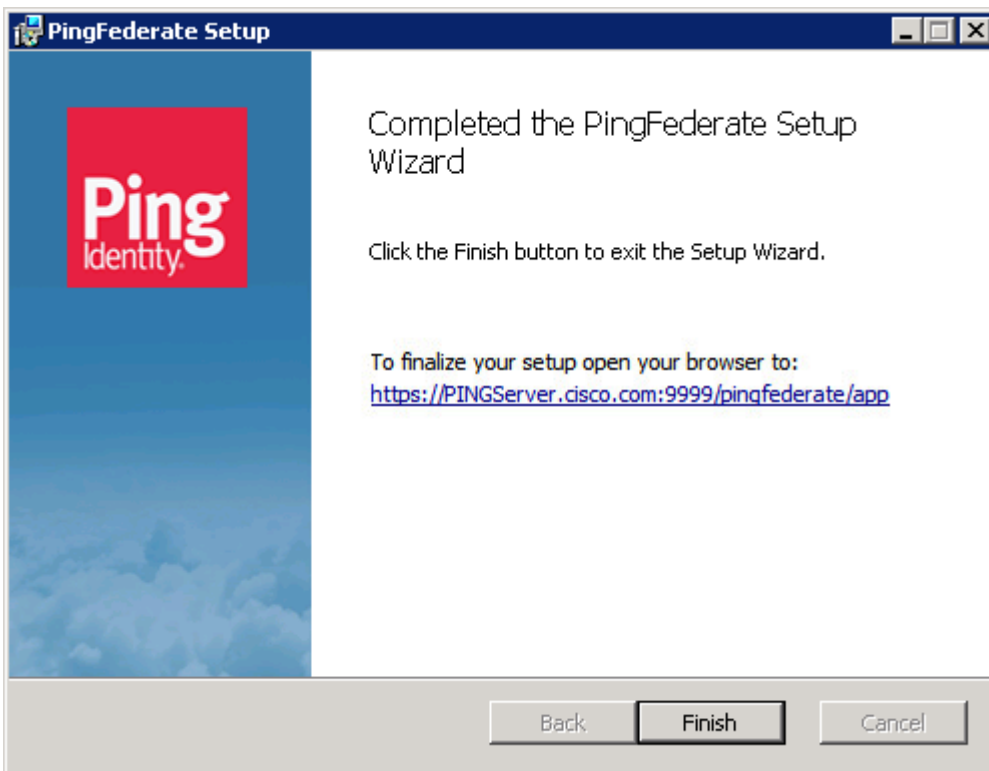 PingFederate Setup
Ping
Identity.
Completed the PingFederate Setup
Wizard
Click the Finish button to exit the Setup Wizard.
To finalize your setup open your browser to:
https://PINGServer.cisco.com:9999/pingfederate/app
Back
Finish
Cancel